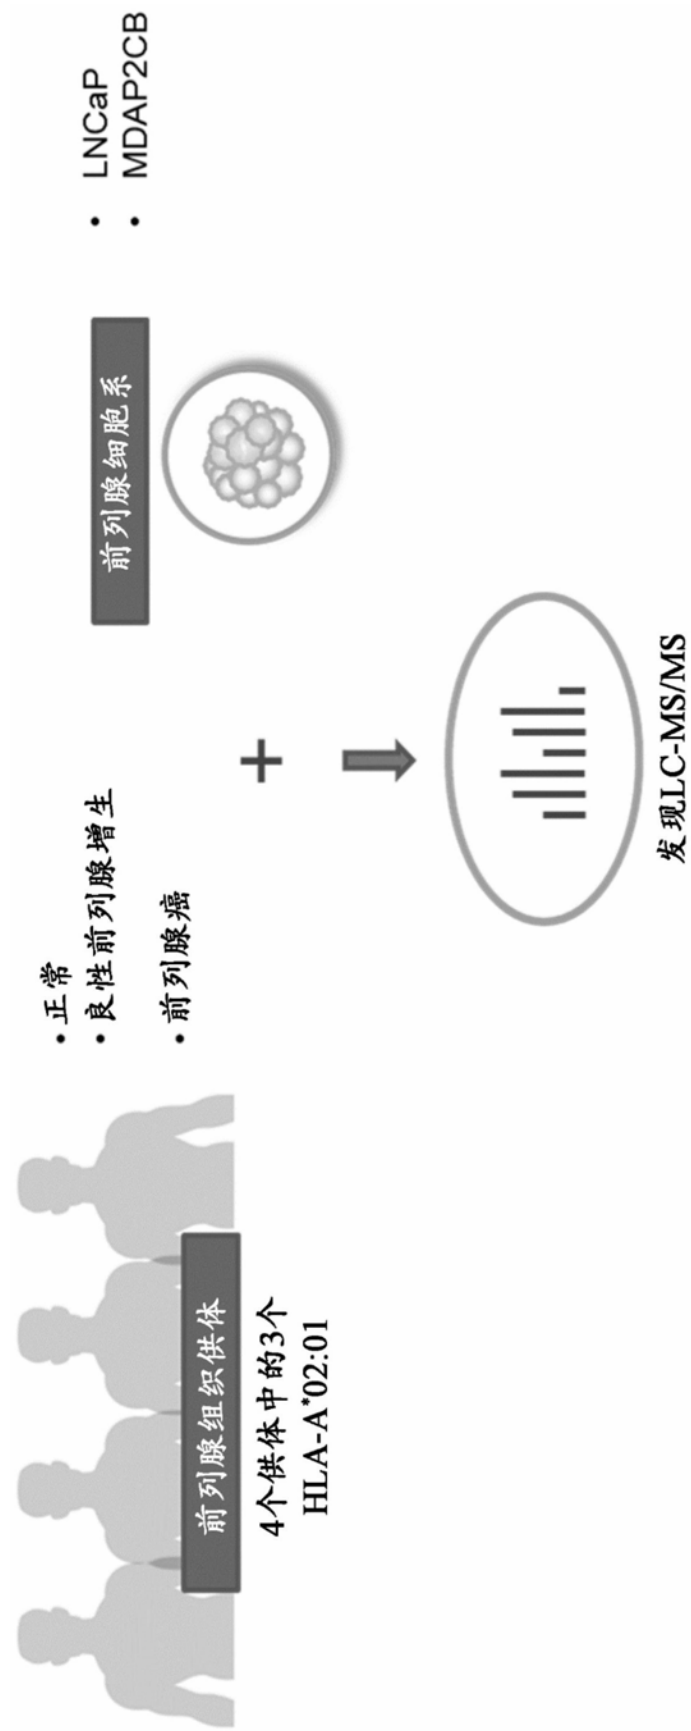 • 正常
• 良性前列腺增生
• 前列腺癌
前列腺组织供体
4个供体中的3个
HLA-A*02:01
前列腺细胞系
• LNCaP
• MDAP2CB
发现LC-MS/MS